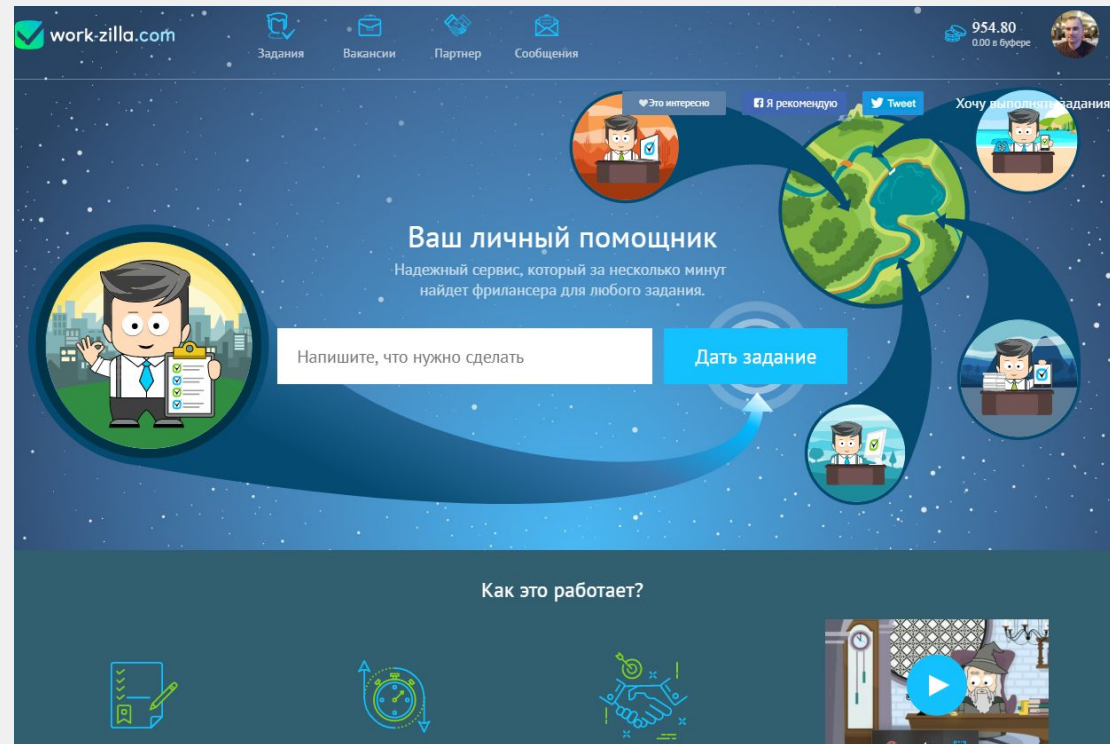 work-zilla.com
Задания
Вакансии
Партнер
Сообщения
954.80
0.00 в буфере
Это интересно
Я рекомендую
Tweet
Хочу выполнять задания
Ваш личный помощник
Надежный сервис, который за несколько минут
найдет фрилансера для любого задания.
Напишите, что нужно сделать
Дать задание
Как это работает?